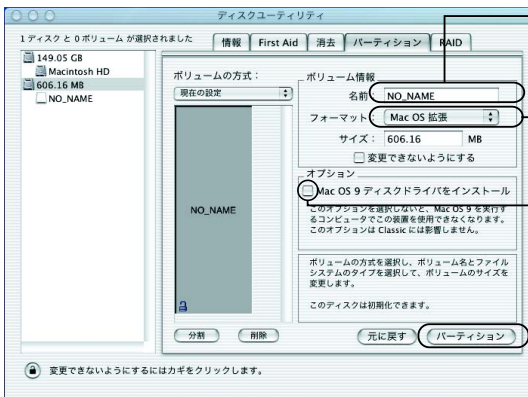 ディスクユーティリティ
1 ディスク と 0 ボリューム が選択されました
情報 First Aid 消去 パーティション RAID
149.05 GB
Macintosh HD
606.16 MB
NO_NAME
ボリュームの方式：
現在の設定
NO_NAME
分割 削除
ボリューム情報
名前： NO_NAME
フォーマット： Mac OS 拡張
サイズ： 606.16 MB
変更できないようにする
オプション
Mac OS 9 ディスクドライバをインストール
このオプションを選択しないと、Mac OS 9 を実行す
るコンピュータでこの装置を使用できなくなります。
このオプションは Classic には影響しません。
ボリュームの方式を選択し、ボリューム名とファイル
システムのタイプを選択して、ボリュームのサイズを
変更します。
このディスクは初期化できます。
元に戻す パーティション
変更できないようにするにはカギをクリックします。